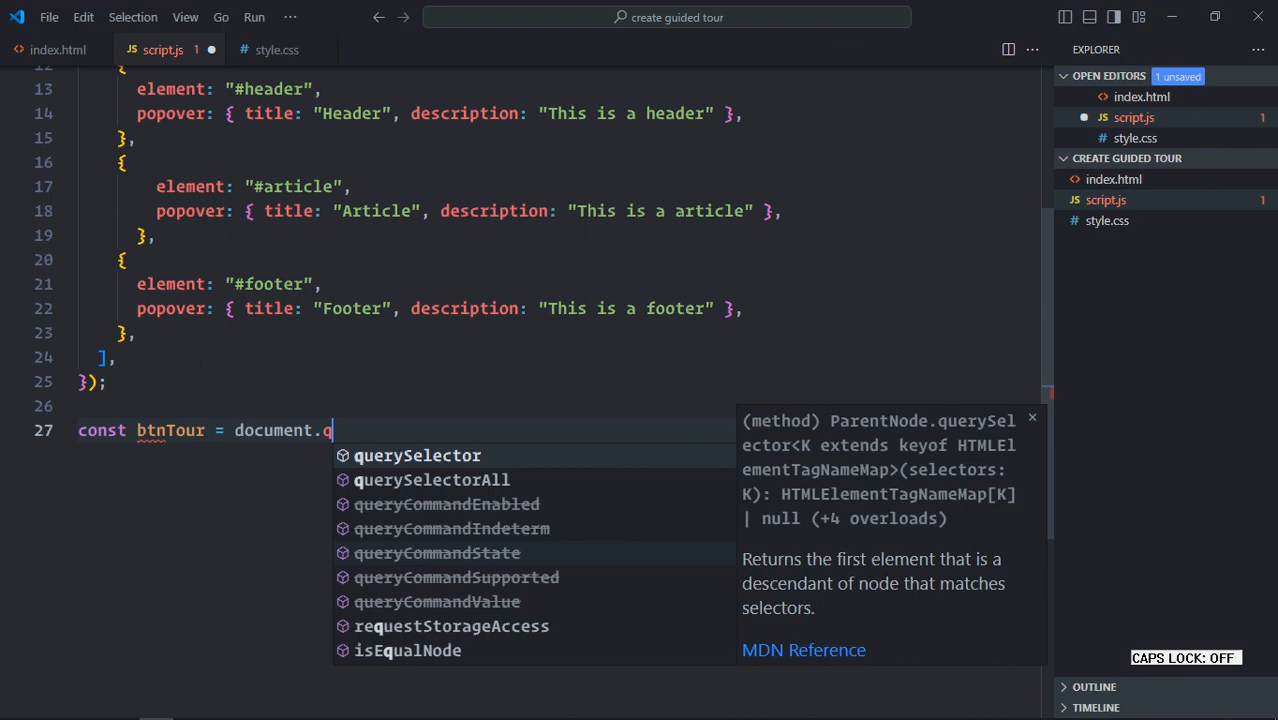 File Edit Selection View Go Run ··· create guided tour
index.html JS script.js 1 # style.css ···
12 {
13 element: "#header",
14 popover: { title: "Header", description: "This is a header" },
15 },
16 {
17 element: "#article",
18 popover: { title: "Article", description: "This is a article" },
19 },
20 {
21 element: "#footer",
22 popover: { title: "Footer", description: "This is a footer" },
23 },
24 ],
25 });
26
27 const btnTour = document.q
querySelector
querySelectorAll
queryCommandEnabled
queryCommandIndeterm
queryCommandState
queryCommandSupported
queryCommandValue
requestStorageAccess
isEqualNode
(method) ParentNode.querySel
ector<K extends keyof HTMLEl
ementTagNameMap>(selectors:
K): HTMLElementTagNameMap[K]
| null (+4 overloads)
Returns the first element that is a
descendant of node that matches
selectors.
MDN Reference
EXPLORER ···
OPEN EDITORS 1 unsaved
index.html
JS script.js 1
# style.css
CREATE GUIDED TOUR
index.html
JS script.js 1
# style.css
CAPS LOCK: OFF
OUTLINE
TIMELINE